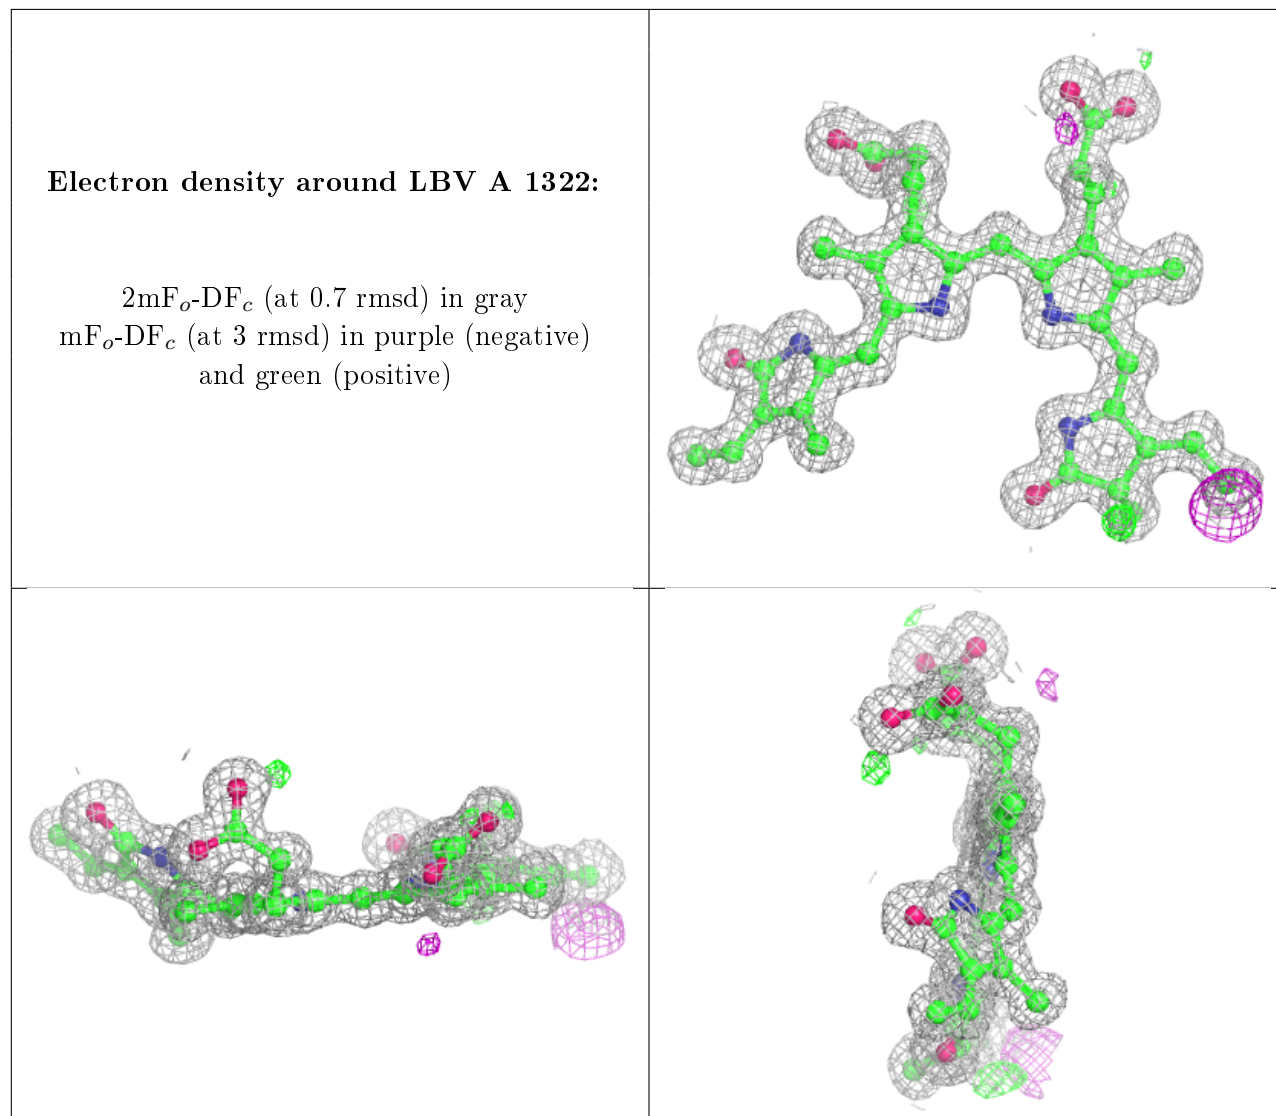 Electron density around LBV A 1322:
2mFo-DFc (at 0.7 rmsd) in gray
mFo-DFc (at 3 rmsd) in purple (negative)
and green (positive)